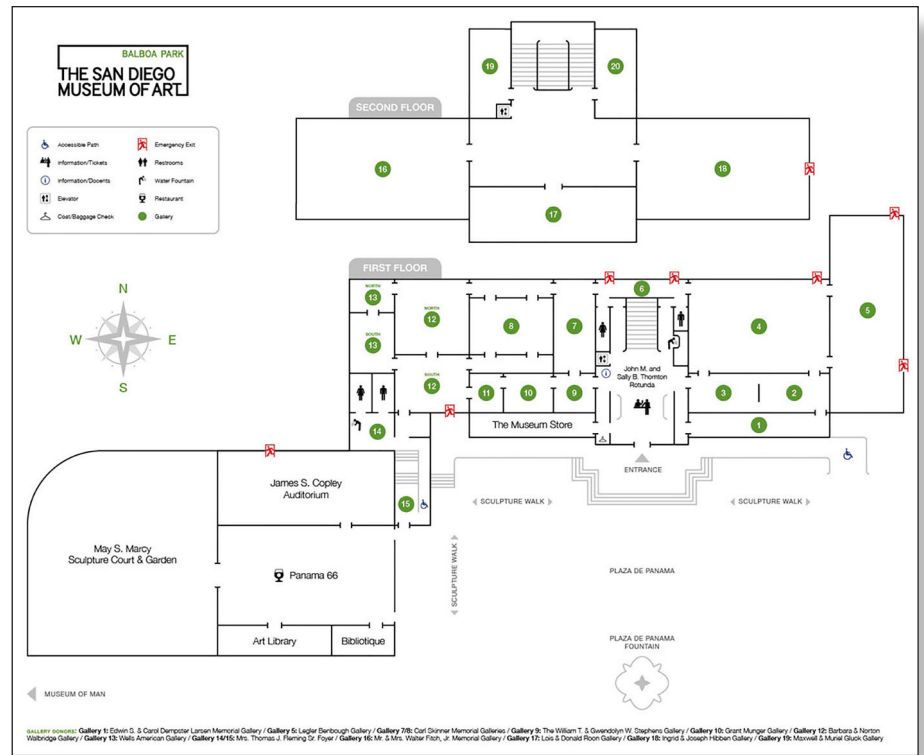 BALBOA PARK
THE SAN DIEGO
MUSEUM OF ART
Accessible Path
Emergency Exit
Information/Tickets
Restrooms
Information/Docents
Water Fountain
Elevator
Restaurant
Coat/Baggage Check
Gallery
19
20
SECOND FLOOR
16
18
17
N
W E
S
FIRST FLOOR
NORTH
13
NORTH
12
SOUTH
13
8
7
6
4
5
SOUTH
12
11
10
9
John M. and
Sally B. Thornton
Rotunda
3
2
14
The Museum Store
1
ENTRANCE
James S. Copley
Auditorium
15
SCULPTURE WALK
SCULPTURE WALK
SCULPTURE WALK
May S. Marcy
Sculpture Court & Garden
Panama 66
PLAZA DE PANAMA
Art Library
Bibliotique
PLAZA DE PANAMA
FOUNTAIN
MUSEUM OF MAN
GALLERY DONORS: Gallery 1: Edwin S. & Carol Dempster Larsen Memorial Gallery / Gallery 5: Legler Benbough Gallery / Gallery 7/8: Carl Skinner Memorial Galleries / Gallery 9: The William T. & Gwendolyn W. Stephens Gallery / Gallery 10: Grant Munger Gallery / Gallery 12: Barbara & Norton
Walbridge Gallery / Gallery 13: Wells American Gallery / Gallery 14/15: Mrs. Thomas J. Fleming Sr. Foyer / Gallery 16: Mr. & Mrs. Walter Fitch, Jr. Memorial Gallery / Gallery 17: Lois & Donald Roon Gallery / Gallery 18: Ingrid & Joseph Hibben Gallery / Gallery 19: Maxwell & Muriel Gluck Gallery